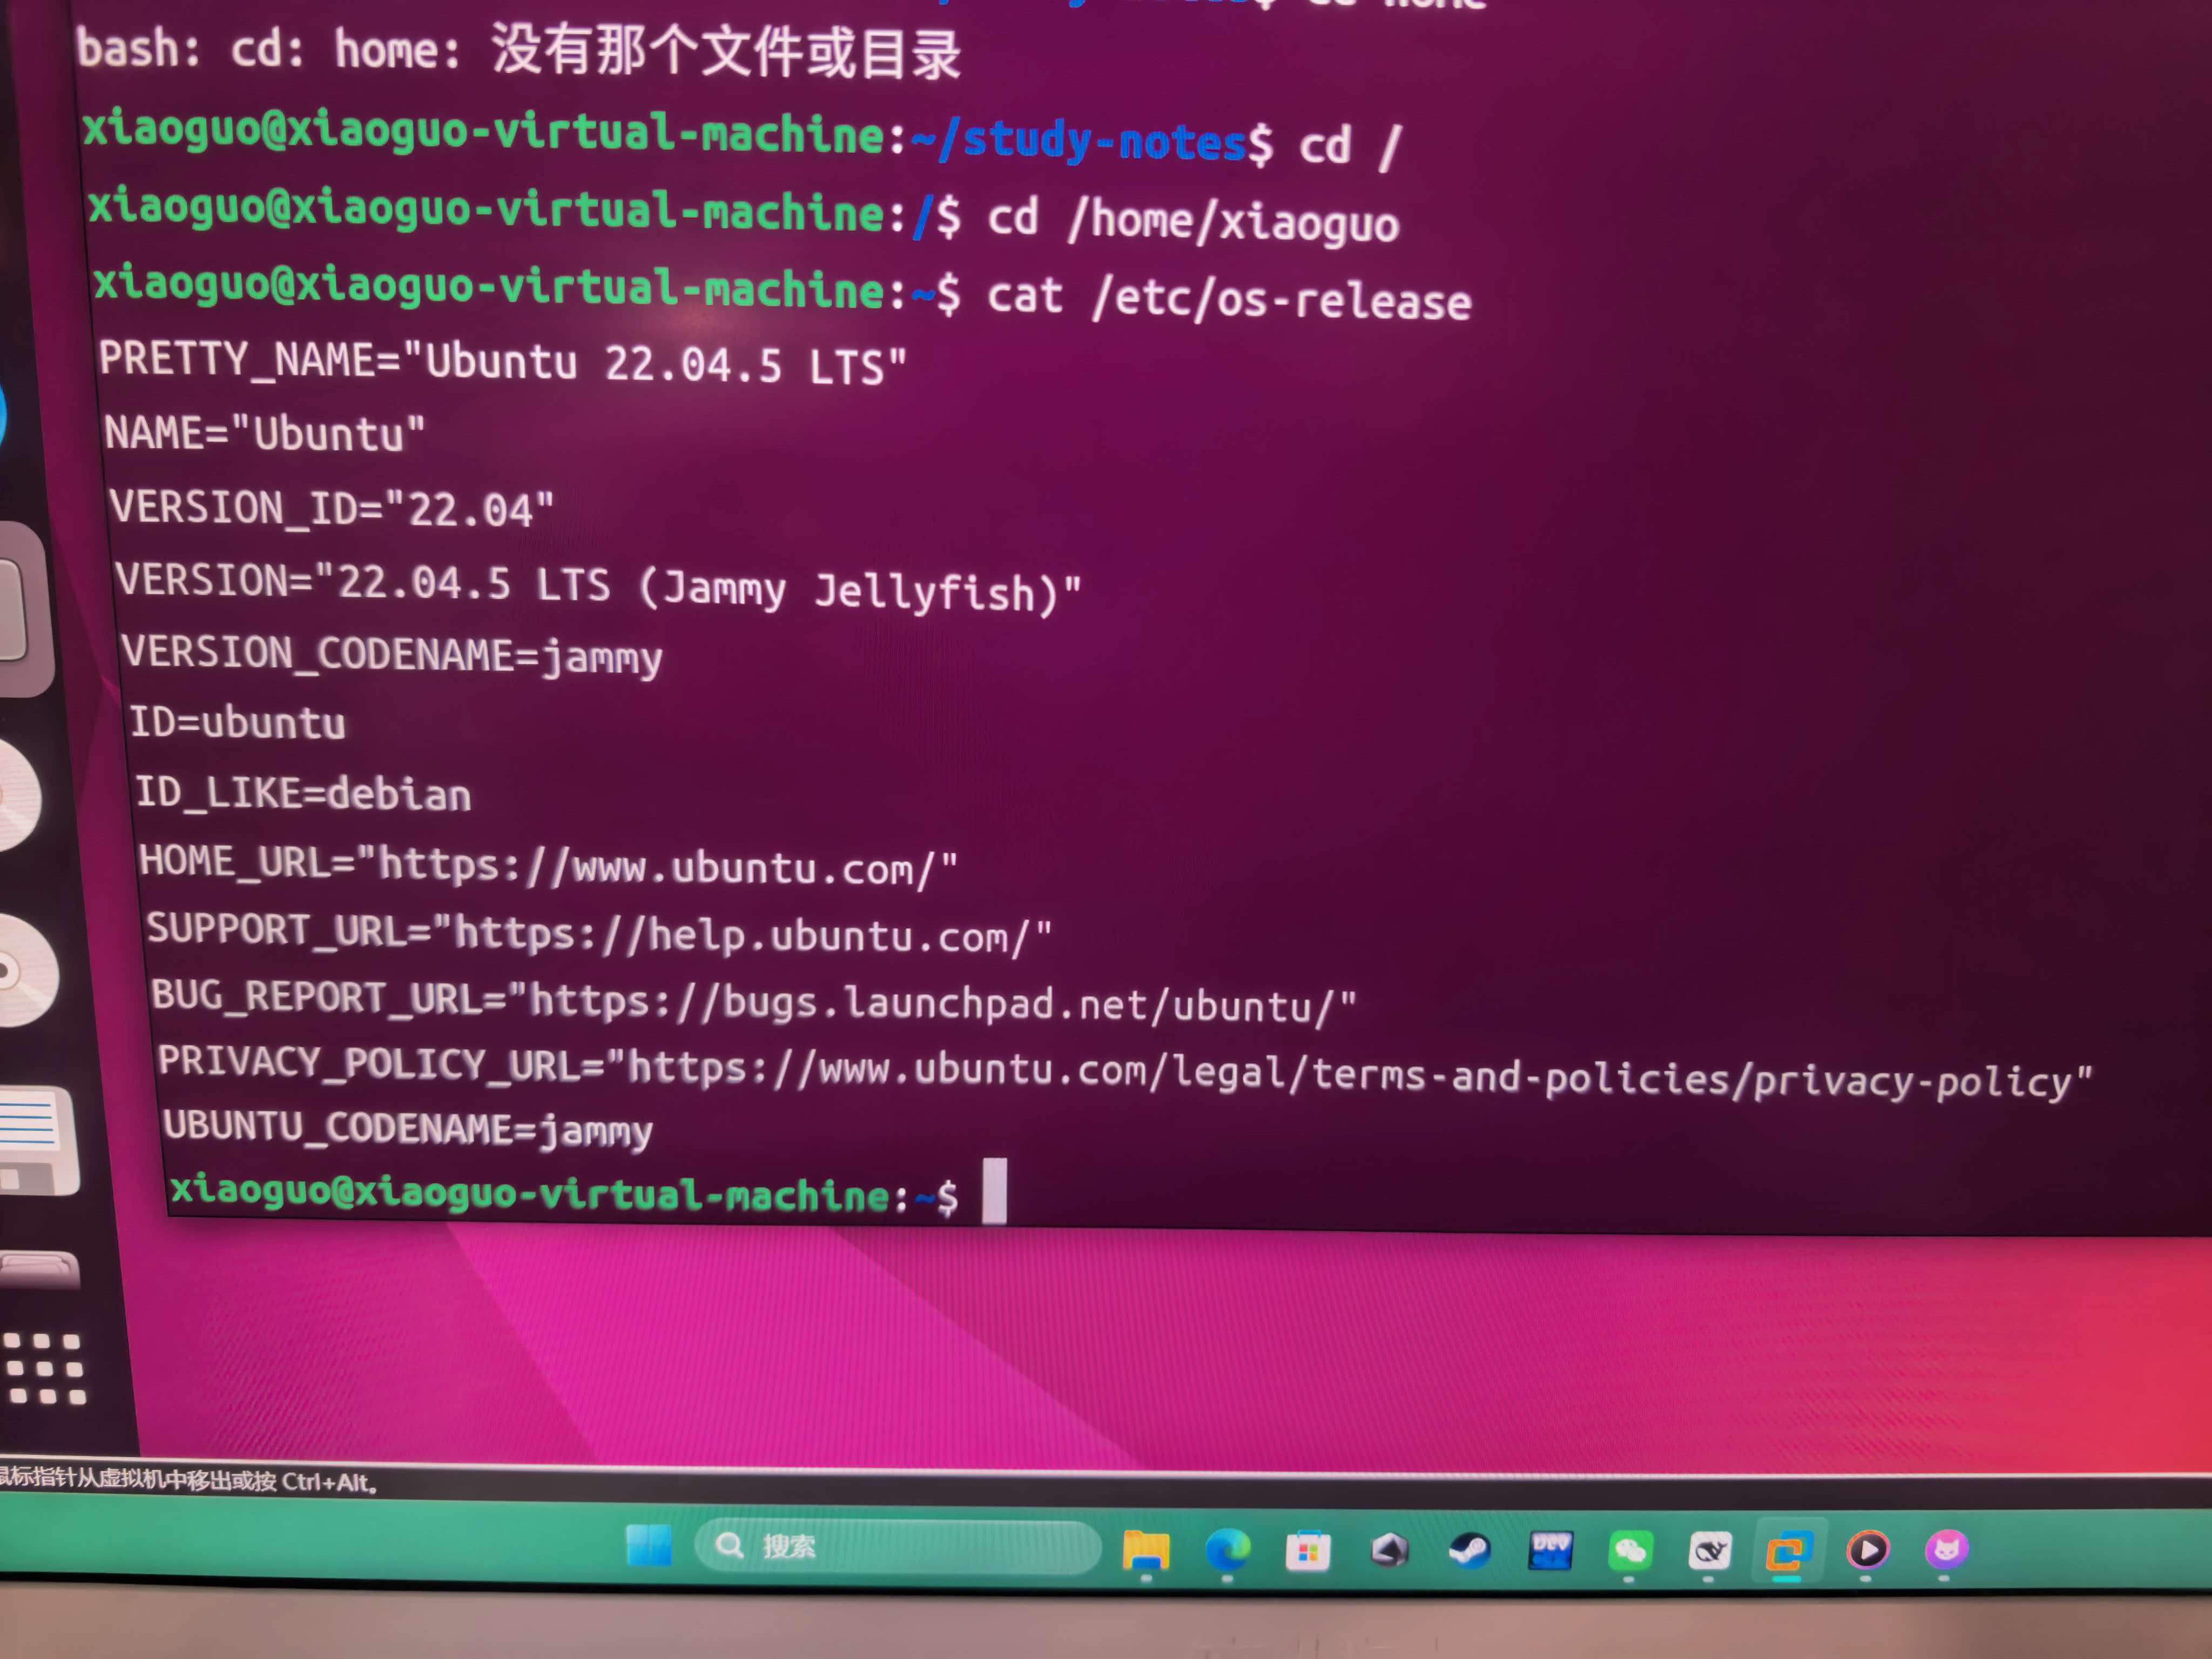 bash: cd: home: 没有那个文件或目录
xiaoguo@xiaoguo-virtual-machine:~/study-notes$ cd /
xiaoguo@xiaoguo-virtual-machine:/$ cd /home/xiaoguo
xiaoguo@xiaoguo-virtual-machine:~$ cat /etc/os-release
PRETTY_NAME="Ubuntu 22.04.5 LTS"
NAME="Ubuntu"
VERSION_ID="22.04"
VERSION="22.04.5 LTS (Jammy Jellyfish)"
VERSION_CODENAME=jammy
ID=ubuntu
ID_LIKE=debian
HOME_URL="https://www.ubuntu.com/"
SUPPORT_URL="https://help.ubuntu.com/"
BUG_REPORT_URL="https://bugs.launchpad.net/ubuntu/"
PRIVACY_POLICY_URL="https://www.ubuntu.com/legal/terms-and-policies/privacy-policy"
UBUNTU_CODENAME=jammy
xiaoguo@xiaoguo-virtual-machine:~$
鼠标指针从虚拟机中移出或按 Ctrl+Alt。
搜索
DEV